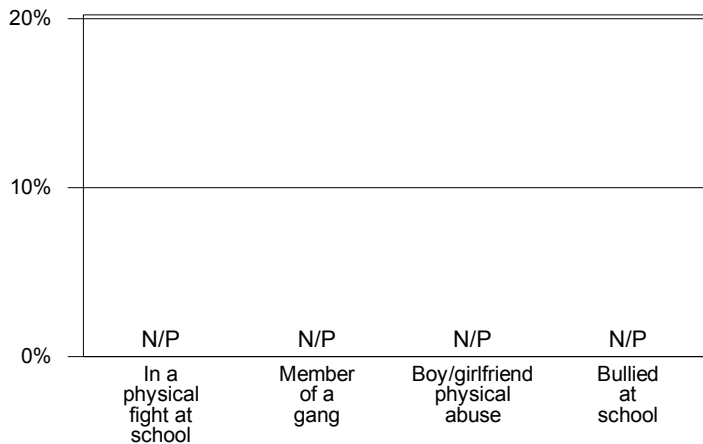 20%
10%
0%
N/P N/P N/P N/P
In a
physical
fight at
school
Member
of a
gang
Boy/girlfriend
physical
abuse
Bullied
at
school